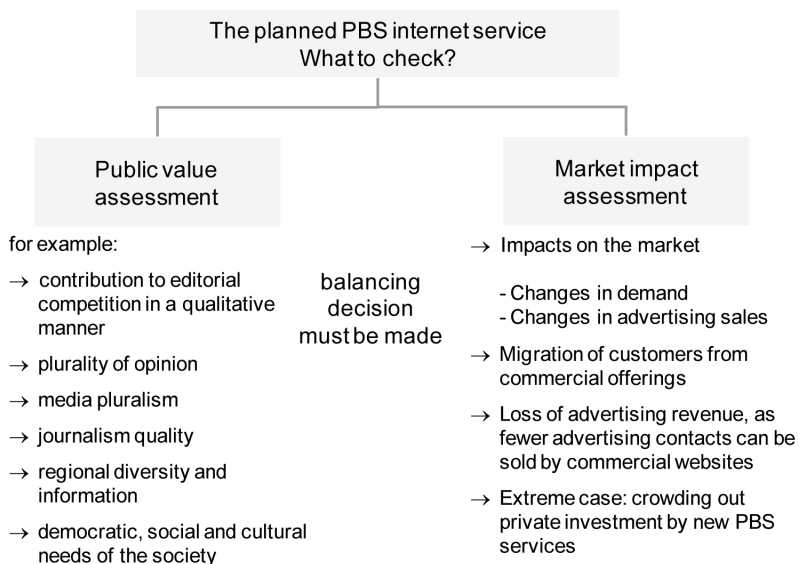 The planned PBS internet service
What to check?
Public value
assessment
for example:
→ contribution to editorial
competition in a qualitative
manner
→ plurality of opinion
→ media pluralism
→ journalism quality
→ regional diversity and
information
→ democratic, social and cultural
needs of the society
balancing
decision
must be made
Market impact
assessment
→ Impacts on the market
- Changes in demand
- Changes in advertising sales
→ Migration of customers from
commercial offerings
→ Loss of advertising revenue, as
fewer advertising contacts can be
sold by commercial websites
→ Extreme case: crowding out
private investment by new PBS
services